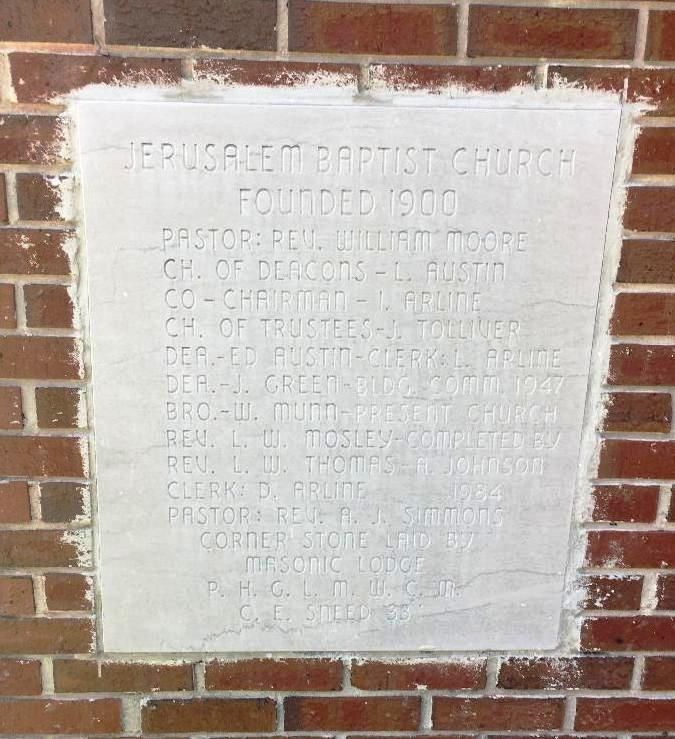 JERUSALEM BAPTIST CHURCH
FOUNDED 1900
PASTOR: REV. WILLIAM MOORE
CH. OF DEACONS - L. AUSTIN
CO - CHAIRMAN - I. ARLINE
CH. OF TRUSTEES - J. TOLLIVER
DEA. - ED AUSTIN - CLERK: L. ARLINE
DEA. - J. GREEN - BLDG. COMM. 1947
BRO. - W. MUNN - PRESENT CHURCH
REV. L. W. MOSLEY - COMPLETED BY
REV. L. W. THOMAS - A. JOHNSON
CLERK: D. ARLINE 1984
PASTOR: REV. A. J. SIMMONS
CORNER STONE LAID BY
MASONIC LODGE
P. H. G. L. M. W. G. M.
C. E. SNEED 33°